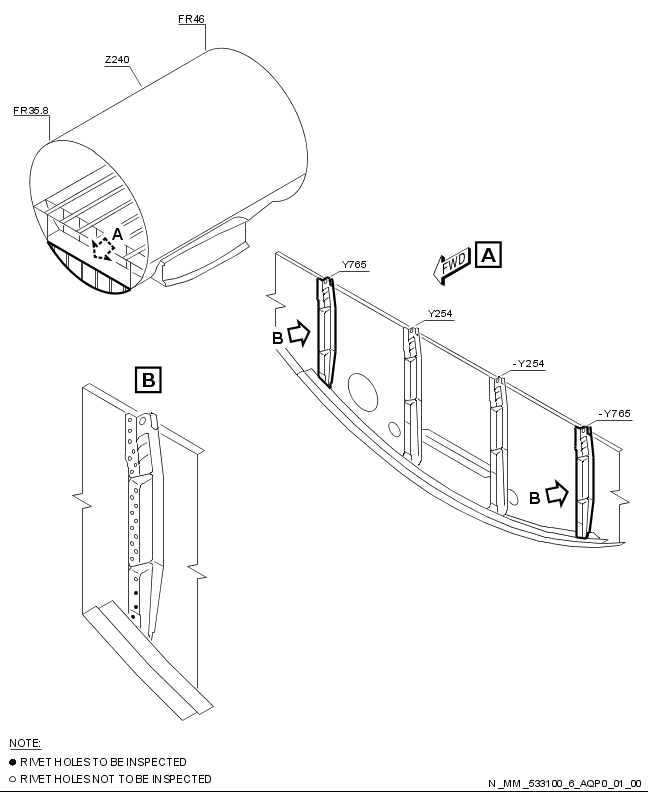 FR46
Z240
FR35.8
A
Y765
FWD
A
Y254
B
-Y254
B
-Y765
B
NOTE:
RIVET HOLES TO BE INSPECTED
RIVET HOLES NOT TO BE INSPECTED
N_MM_533100_6_AQP0_01_00